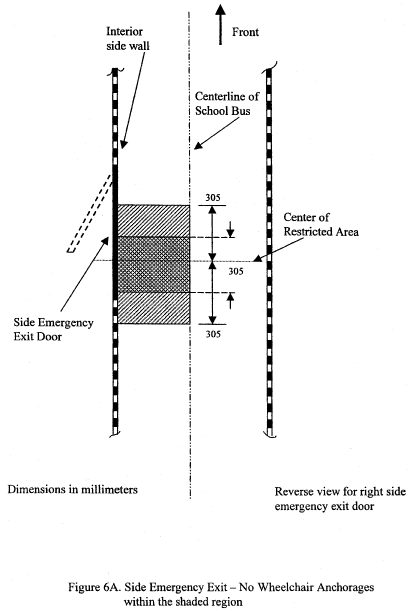 Front
Interior
side wall
Centerline of
School Bus
305
Center of
Restricted Area
305
Side Emergency
Exit Door
305
Dimensions in millimeters
Reverse view for right side
emergency exit door
Figure 6A. Side Emergency Exit – No Wheelchair Anchorages
within the shaded region